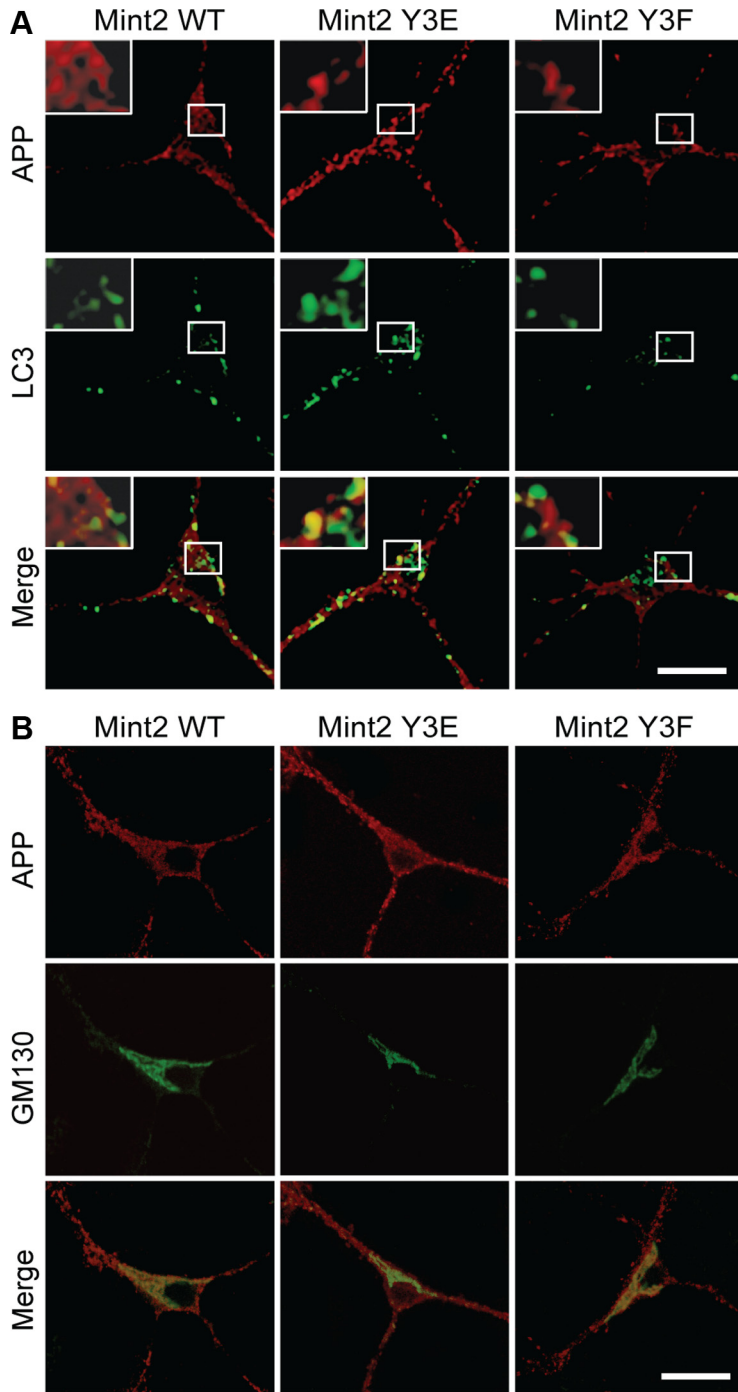 A
Mint2 WT Mint2 Y3E Mint2 Y3F
APP
LC3
Merge
B
Mint2 WT Mint2 Y3E Mint2 Y3F
APP
GM130
Merge